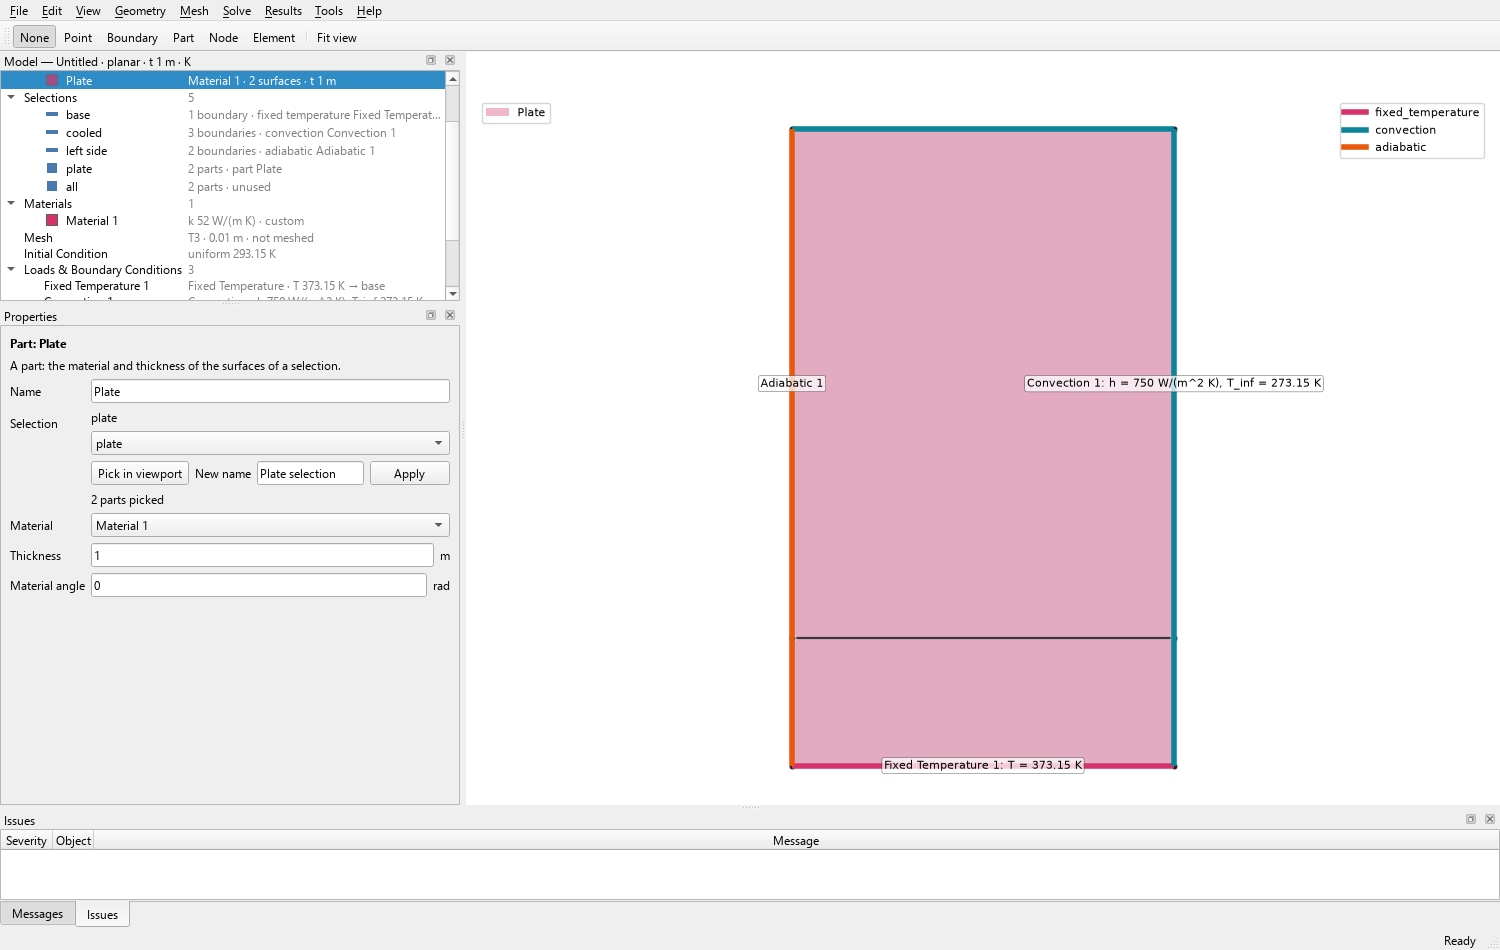 File Edit View Geometry Mesh Solve Results Tools Help
None Point Boundary Part Node Element Fit view
Model — Untitled · planar · t 1 m · K
Plate Material 1 · 2 surfaces · t 1 m
Selections 5
base 1 boundary · fixed temperature Fixed Temperat...
cooled 3 boundaries · convection Convection 1
left side 2 boundaries · adiabatic Adiabatic 1
plate 2 parts · part Plate
all 2 parts · unused
Materials 1
Material 1 k 52 W/(m K) · custom
Mesh T3 · 0.01 m · not meshed
Initial Condition uniform 293.15 K
Loads & Boundary Conditions 3
Fixed Temperature 1 Fixed Temperature · T 373.15 K → base
Properties
Part: Plate
A part: the material and thickness of the surfaces of a selection.
Name Plate
Selection plate
plate
Pick in viewport New name Plate selection Apply
2 parts picked
Material Material 1
Thickness 1 m
Material angle 0 rad
Plate
fixed_temperature
convection
adiabatic
Adiabatic 1
Convection 1: h = 750 W/(m^2 K), T_inf = 273.15 K
Fixed Temperature 1: T = 373.15 K
Issues
Severity Object Message
Messages Issues
Ready